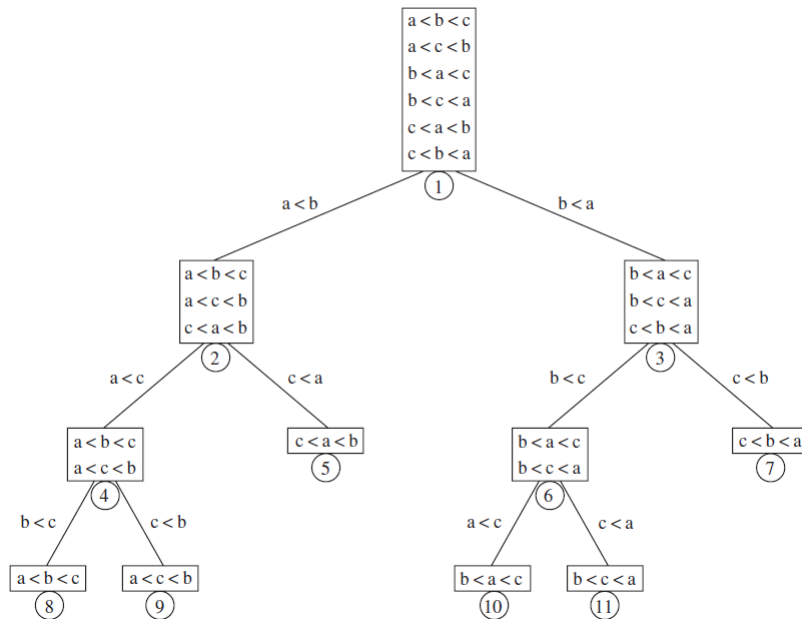 a < b < c
a < c < b
b < a < c
b < c < a
c < a < b
c < b < a
1
a < b
b < a
a < b < c
a < c < b
c < a < b
2
b < a < c
b < c < a
c < b < a
3
a < c
c < a
b < c
c < b
a < b < c
a < c < b
4
c < a < b
5
b < a < c
b < c < a
6
c < b < a
7
b < c
c < b
a < c
c < a
a < b < c
8
a < c < b
9
b < a < c
10
b < c < a
11